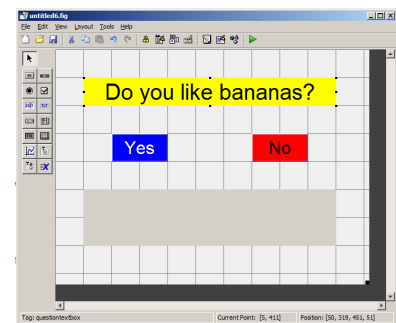 untitled6.fig
File Edit View Layout Tools Help
Do you like bananas?
Yes No
Tag: questiontextbox Current Point: [5, 411] Position: [50, 319, 451, 51]